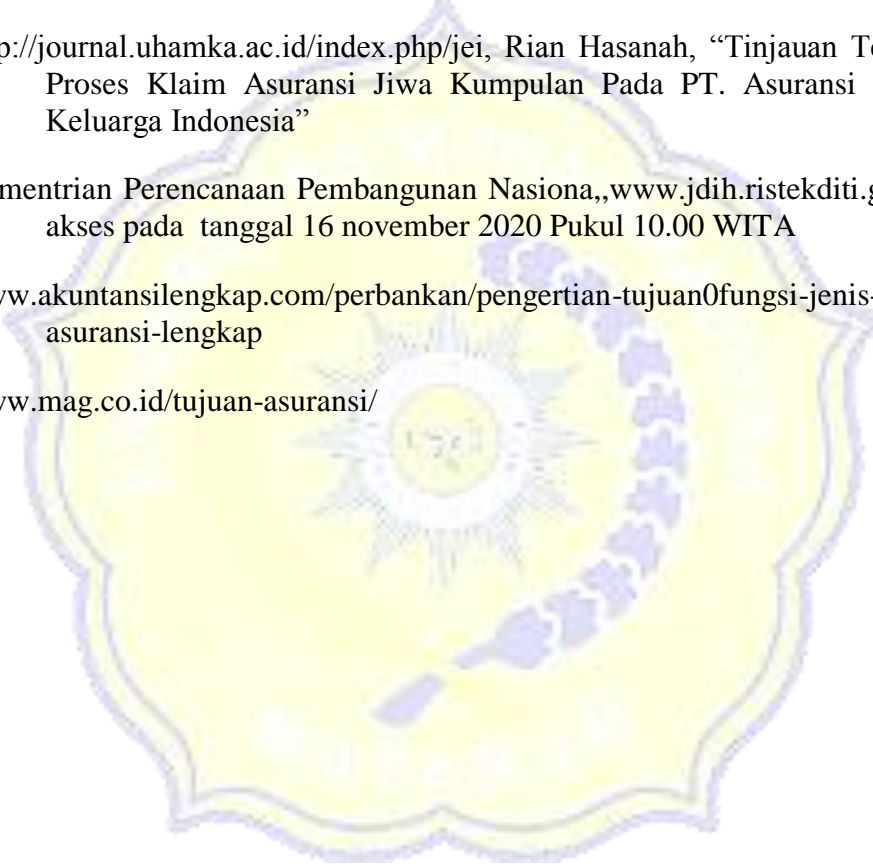 p://journal.uhamka.ac.id/index.php/jei, Rian Hasanah, “Tinjauan Te
Proses Klaim Asuransi Jiwa Kumpulan Pada PT. Asuransi
Keluarga Indonesia”
mentrian Perencanaan Pembangunan Nasiona,,www.jdih.ristekditi.g
akses pada tanggal 16 november 2020 Pukul 10.00 WITA
w.akuntansilengkap.com/perbankan/pengertian-tujuan0fungsi-jenis-
asuransi-lengkap
w.mag.co.id/tujuan-asuransi/